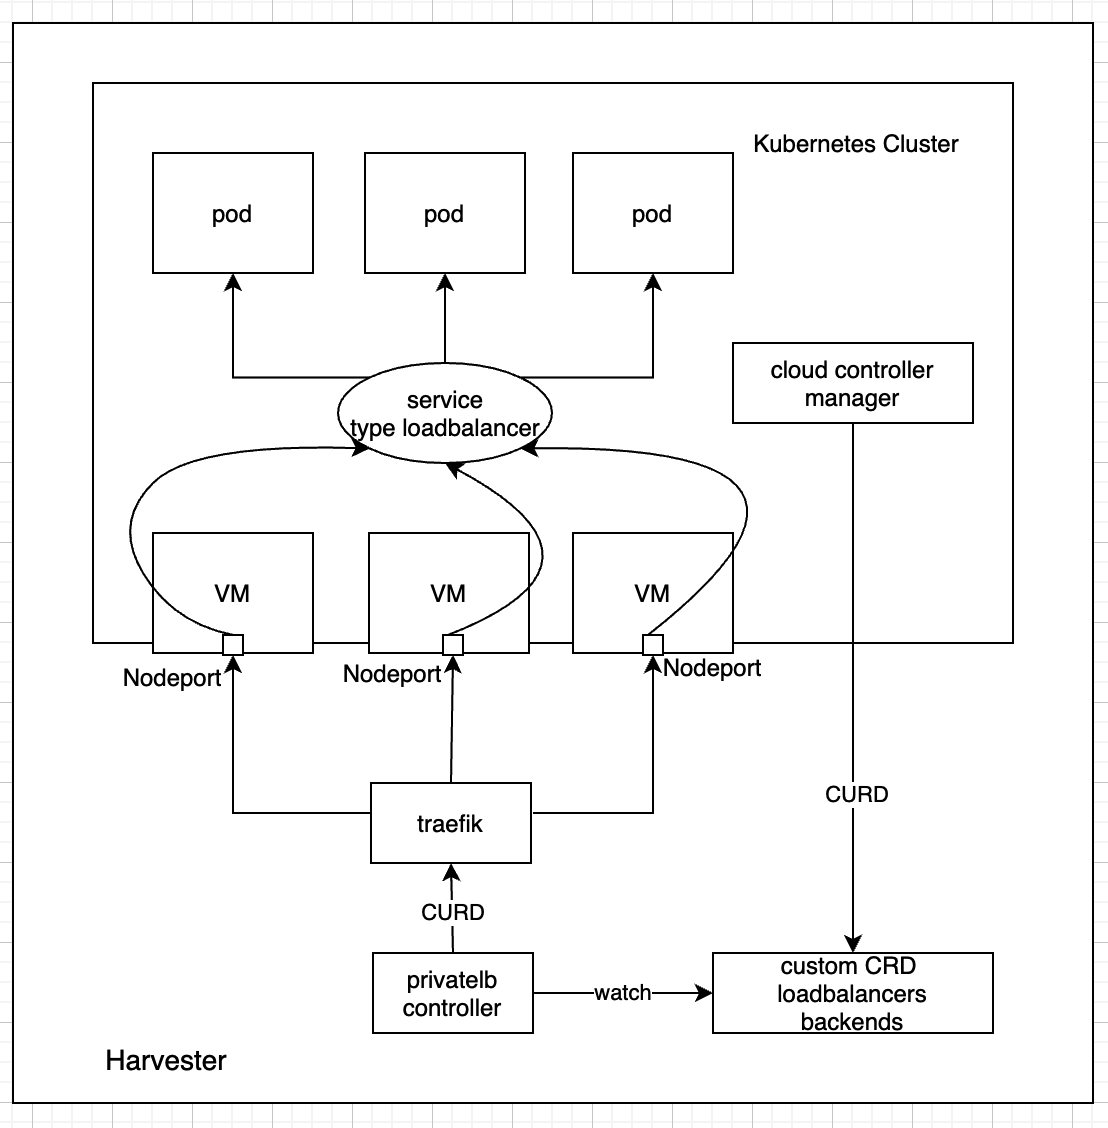 Kubernetes Cluster
pod
pod
pod
cloud controller
manager
service
type loadbalancer
VM
VM
VM
Nodeport
Nodeport
Nodeport
CURD
traefik
CURD
privatelb
controller
watch
custom CRD
loadbalancers
backends
Harvester